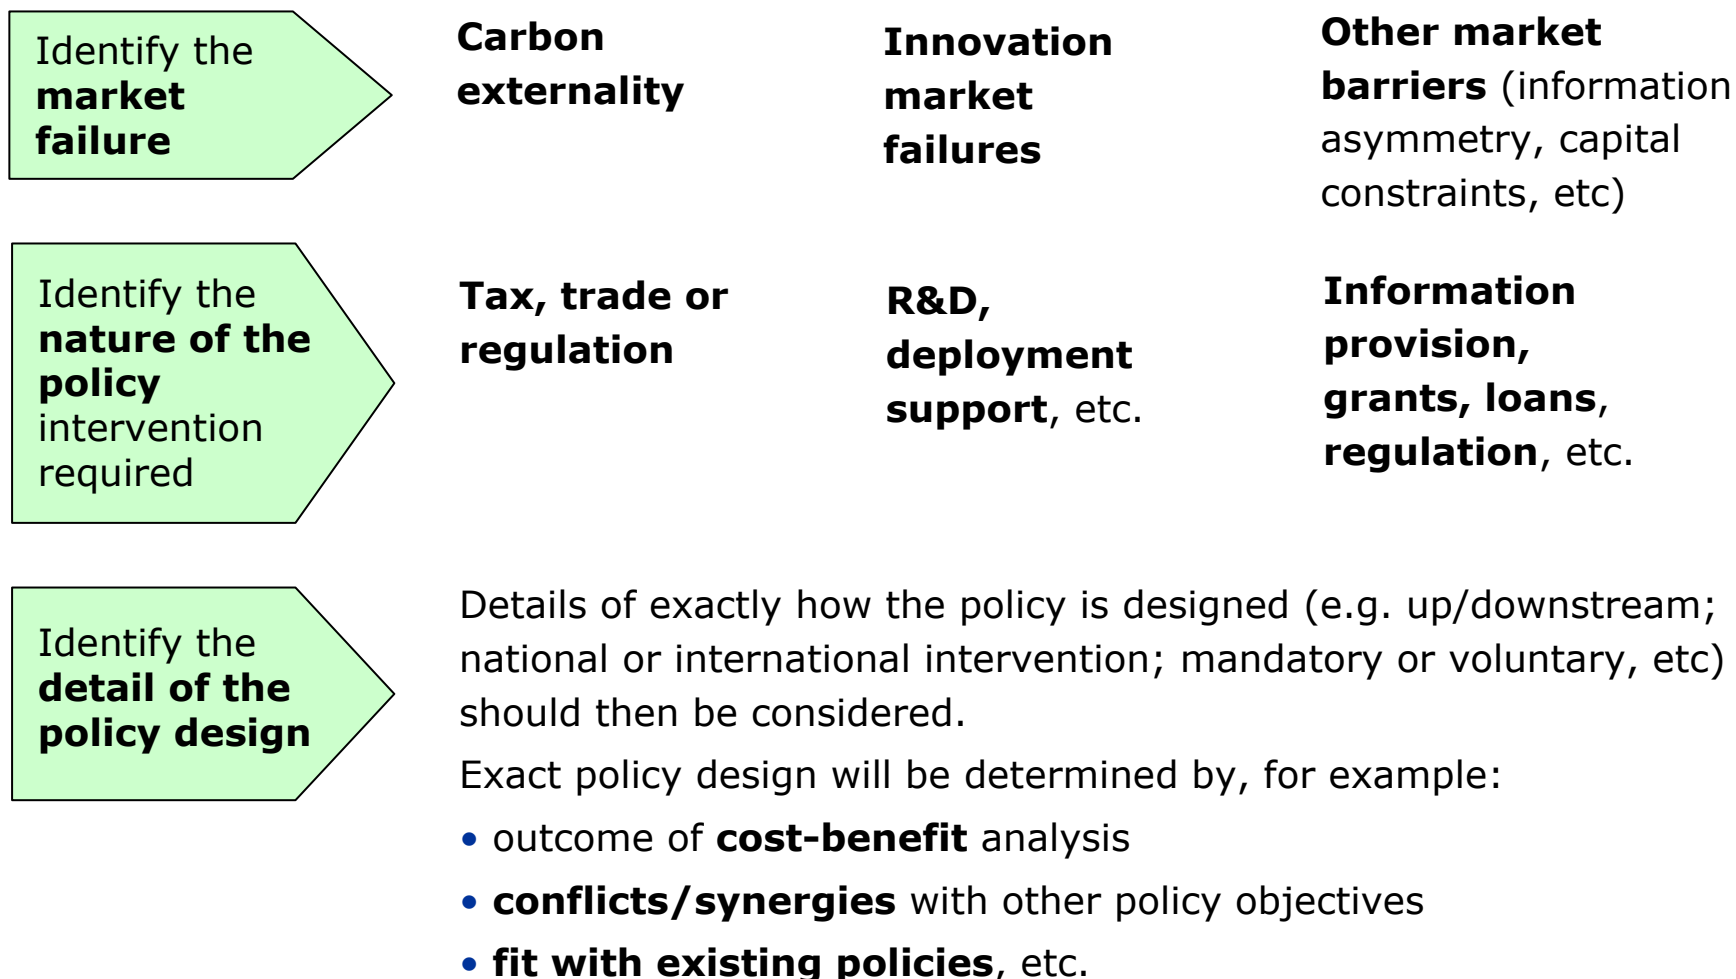 Identify the
market
failure
Carbon
externality
Innovation
market
failures
Other market
barriers (information
asymmetry, capital
constraints, etc)
Identify the
nature of the
policy
intervention
required
Tax, trade or
regulation
R&D,
deployment
support, etc.
Information
provision,
grants, loans,
regulation, etc.
Identify the
detail of the
policy design
Details of exactly how the policy is designed (e.g. up/downstream;
national or international intervention; mandatory or voluntary, etc)
should then be considered.
Exact policy design will be determined by, for example:
• outcome of cost-benefit analysis
• conflicts/synergies with other policy objectives
• fit with existing policies, etc.